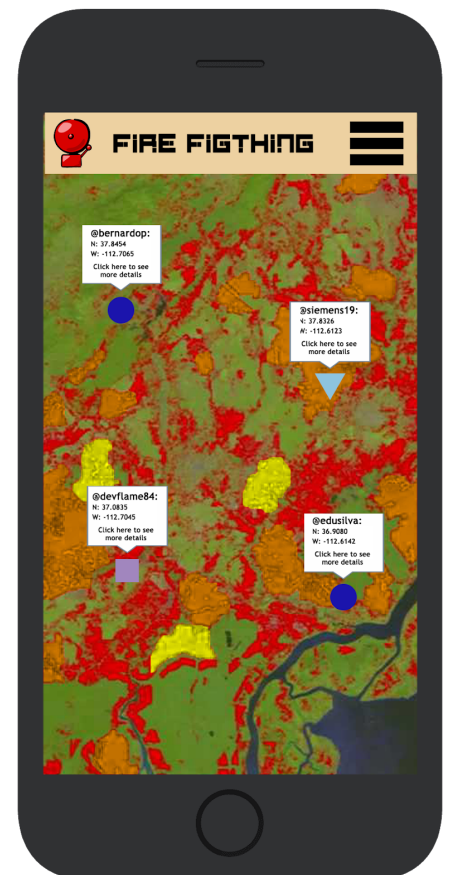 FIRE FIGTHING
@bernardop:
N: 37.8454
W: -112.7065
Click here to see
more details
@siemens19:
N: 37.8326
W: -112.6123
Click here to see
more details
@devflame84:
N: 37.0835
W: -112.7045
Click here to see
more details
@edusilva:
N: 36.9080
W: -112.6142
Click here to see
more details